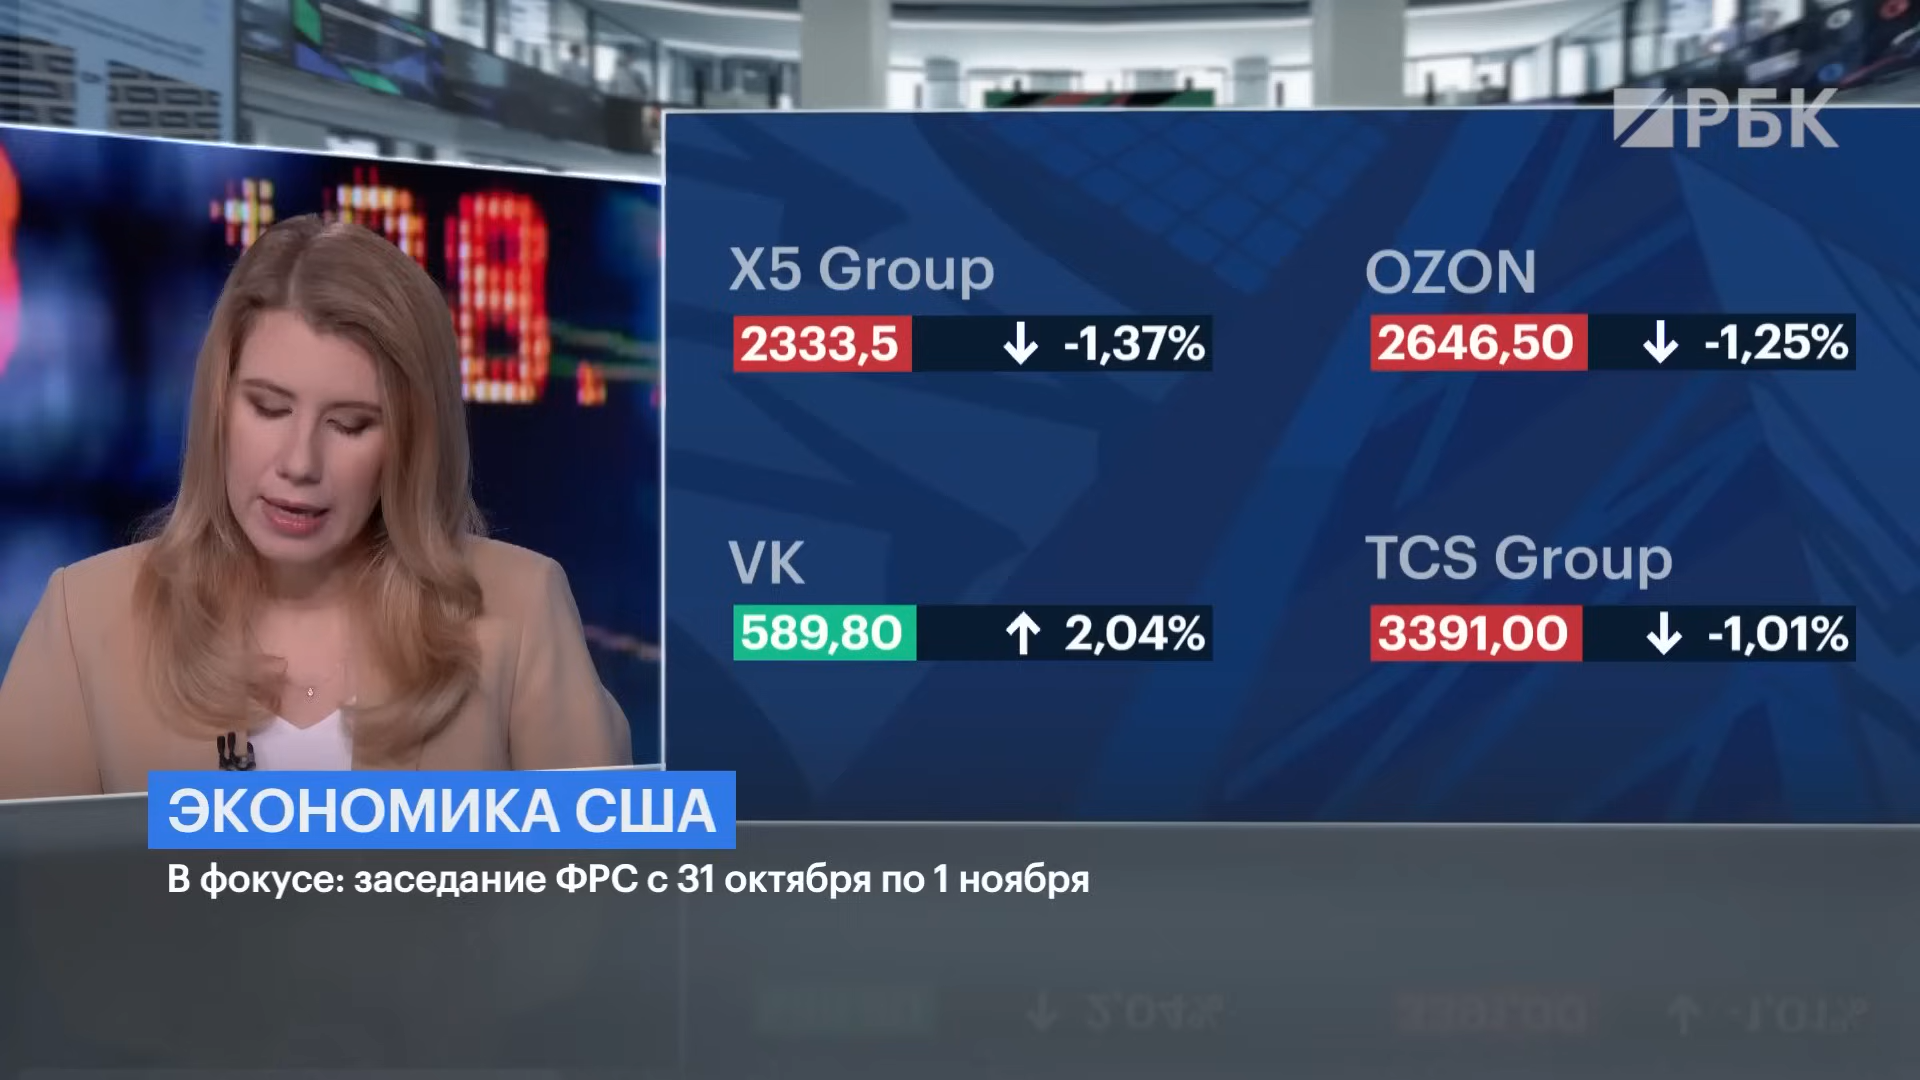 РБК
X5 Group
2333,5 ↓ -1,37%
OZON
2646,50 ↓ -1,25%
VK
589,80 ↑ 2,04%
TCS Group
3391,00 ↓ -1,01%
ЭКОНОМИКА США
В фокусе: заседание ФРС с 31 октября по 1 ноября